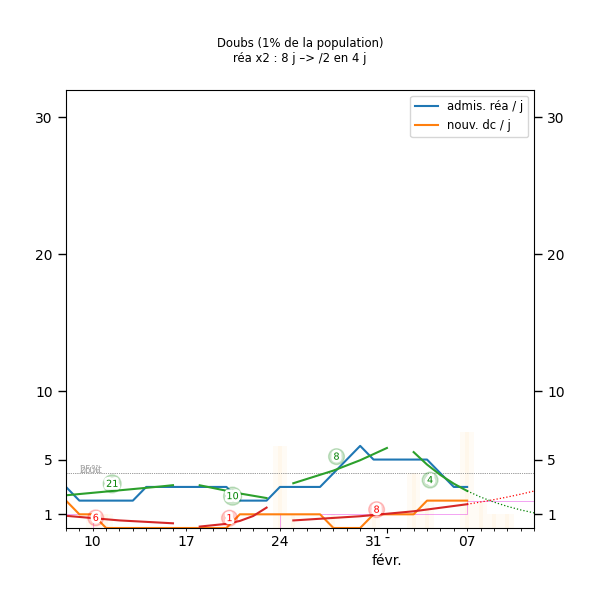 Doubs (1% de la population)
réa x2 : 8 j –> /2 en 4 j
admis. réa / j
nouv. dc / j
30 30
20 20
10 10
5 5
1 1
21
10
8
4
6
1
8
10 17 24 31 07
févr.